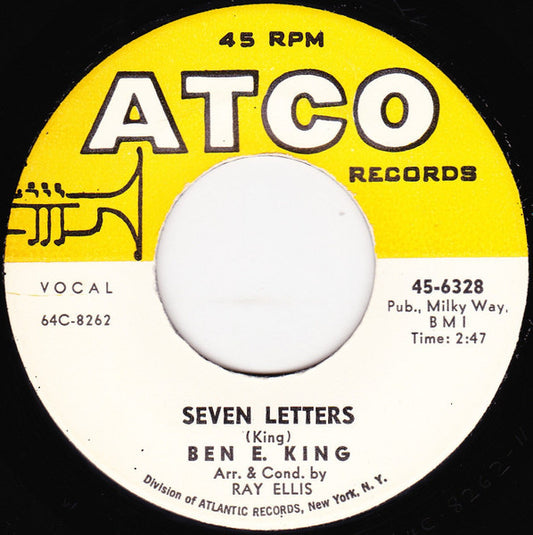 45 RPM
ATCO
RECORDS
VOCAL
64C-8262
45-6328
Pub., Milky Way,
BMI
Time: 2:47
SEVEN LETTERS
(King)
BEN E. KING
Arr. & Cond. by
RAY ELLIS
Division of ATLANTIC RECORDS, New York, N. Y.